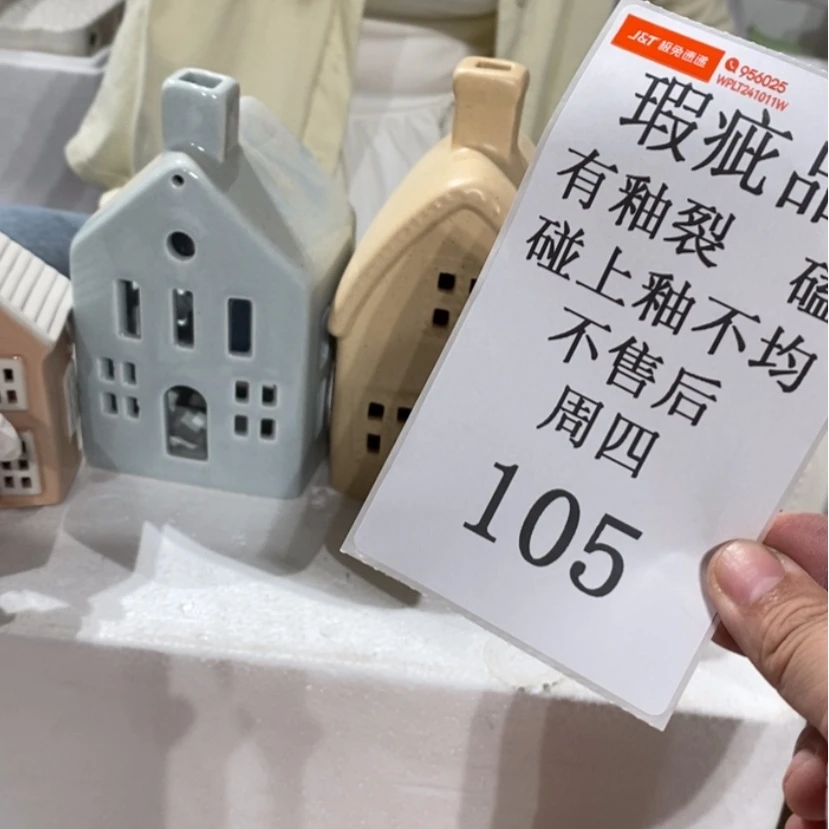 J&T 极兔速递
956025
WPLT241011W
瑕疵品
有釉裂 磕
碰上釉不均
不售后
周四
105